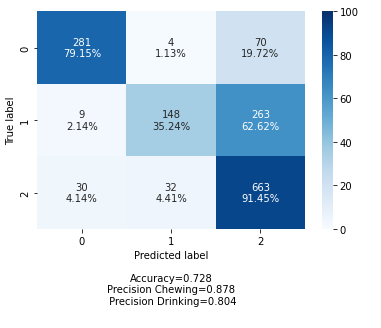 100
281 4 70
0 79.15% 1.13% 19.72%
80
60
True label
9 148 263
1 2.14% 35.24% 62.62%
40
30 32 663
2 4.14% 4.41% 91.45%
20
0
0 1 2
Predicted label
Accuracy=0.728
Precision Chewing=0.878
Precision Drinking=0.804